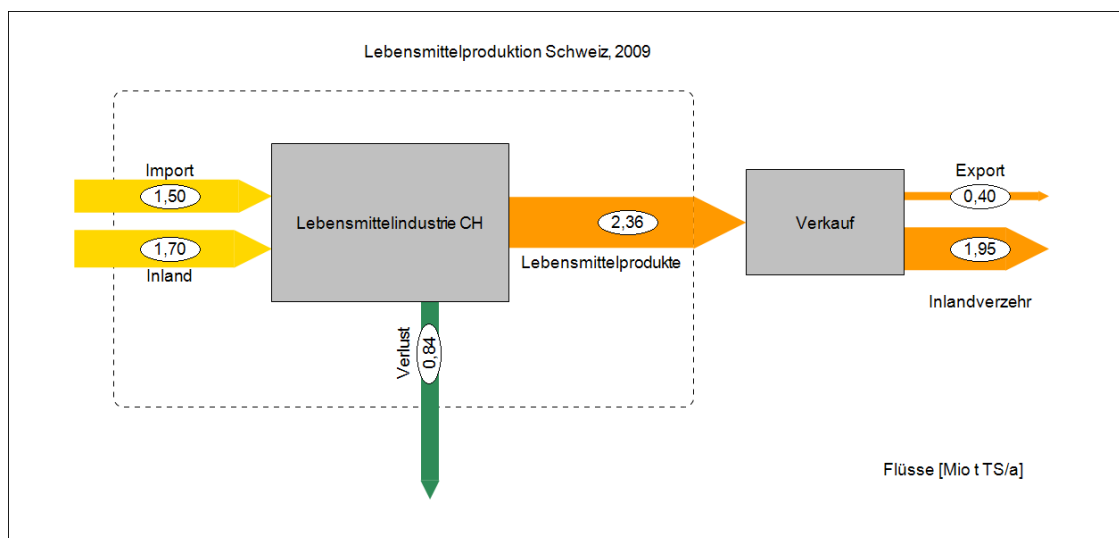 Lebensmittelproduktion Schweiz, 2009
Import
1,50
1,70
Inland
Lebensmittelindustrie CH
2,36
Lebensmittelprodukte
Verlust
0,84
Verkauf
Export
0,40
1,95
Inlandverzehr
Flüsse [Mio t TS/a]